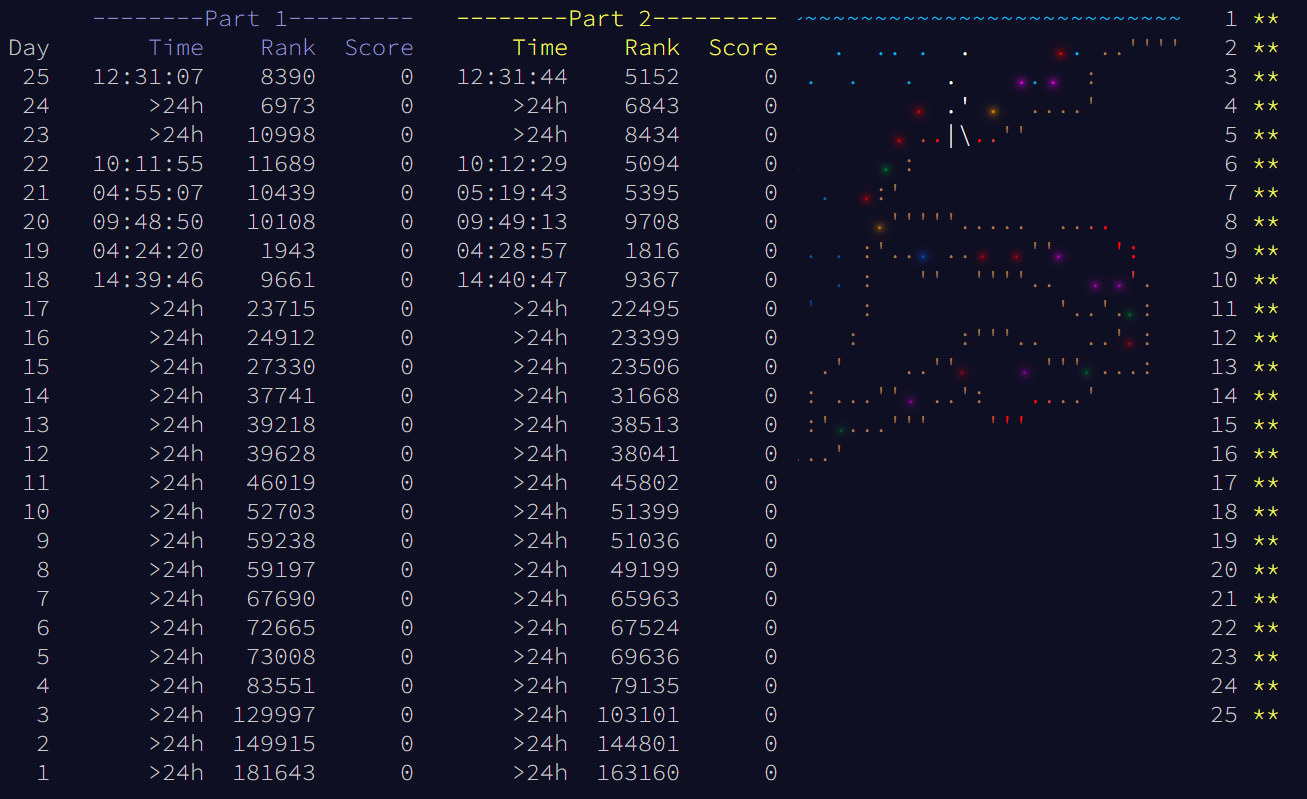 --------Part 1-------- --------Part 2---------
Day Time Rank Score Time Rank Score
25 12:31:07 8390 0 12:31:44 5152 0
24 >24h 6973 0 >24h 6843 0
23 >24h 10998 0 >24h 8434 0
22 10:11:55 11689 0 10:12:29 5094 0
21 04:55:07 10439 0 05:19:43 5395 0
20 09:48:50 10108 0 09:49:13 9708 0
19 04:24:20 1943 0 04:28:57 1816 0
18 14:39:46 9661 0 14:40:47 9367 0
17 >24h 23715 0 >24h 22495 0
16 >24h 24912 0 >24h 23399 0
15 >24h 27330 0 >24h 23506 0
14 >24h 37741 0 >24h 31668 0
13 >24h 39218 0 >24h 38513 0
12 >24h 39628 0 >24h 38041 0
11 >24h 46019 0 >24h 45802 0
10 >24h 52703 0 >24h 51399 0
9 >24h 59238 0 >24h 51036 0
8 >24h 59197 0 >24h 49199 0
7 >24h 67690 0 >24h 65963 0
6 >24h 72665 0 >24h 67524 0
5 >24h 73008 0 >24h 69636 0
4 >24h 83551 0 >24h 79135 0
3 >24h 129997 0 >24h 103101 0
2 >24h 149915 0 >24h 144801 0
1 >24h 181643 0 >24h 163160 0
1 **
2 **
3 **
4 **
5 **
6 **
7 **
8 **
9 **
10 **
11 **
12 **
13 **
14 **
15 **
16 **
17 **
18 **
19 **
20 **
21 **
22 **
23 **
24 **
25 **